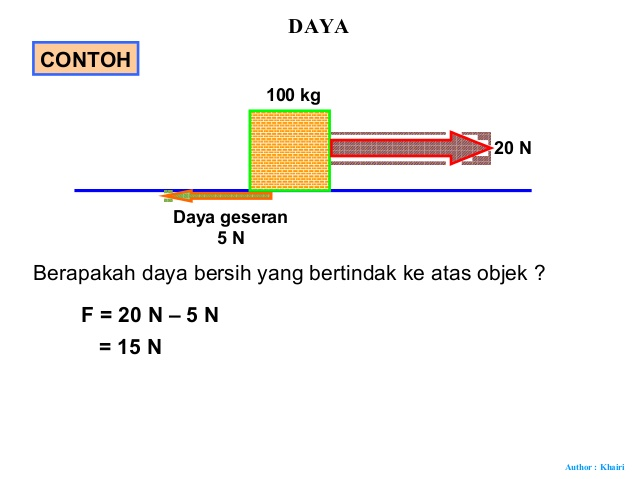 DAYA
CONTOH
100 kg
20 N
Daya geseran
5 N
Berapakah daya bersih yang bertindak ke atas objek ?
F = 20 N – 5 N
= 15 N
Author : Khairi